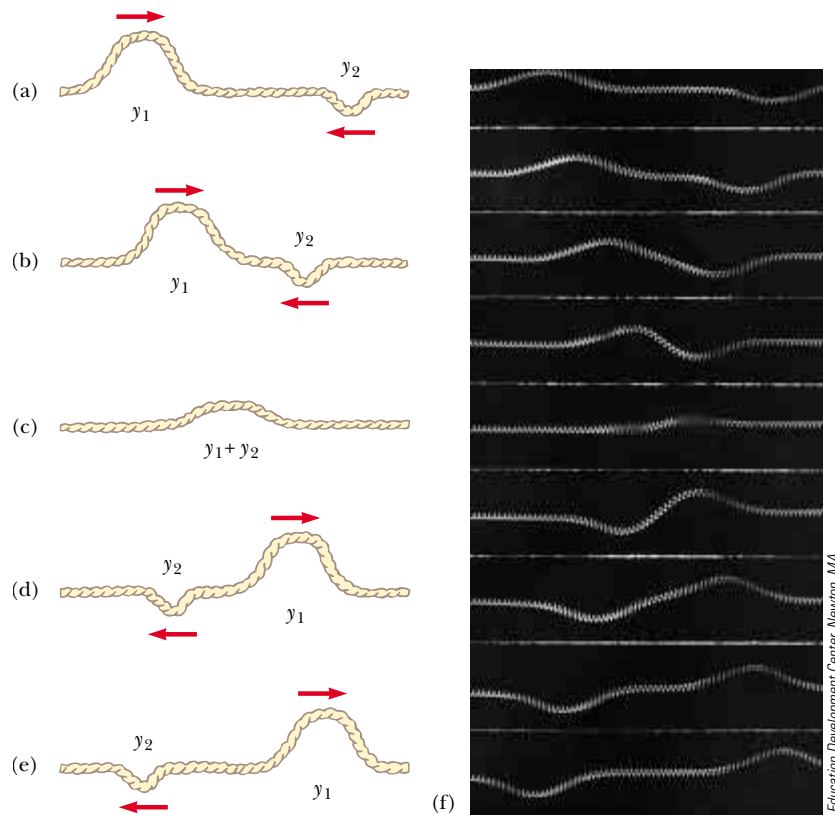 (a)
y1
y2
(b)
y1
y2
(c)
y1 + y2
(d)
y2
y1
(e)
y2
y1
(f)
Education Development Center, Newton, MA